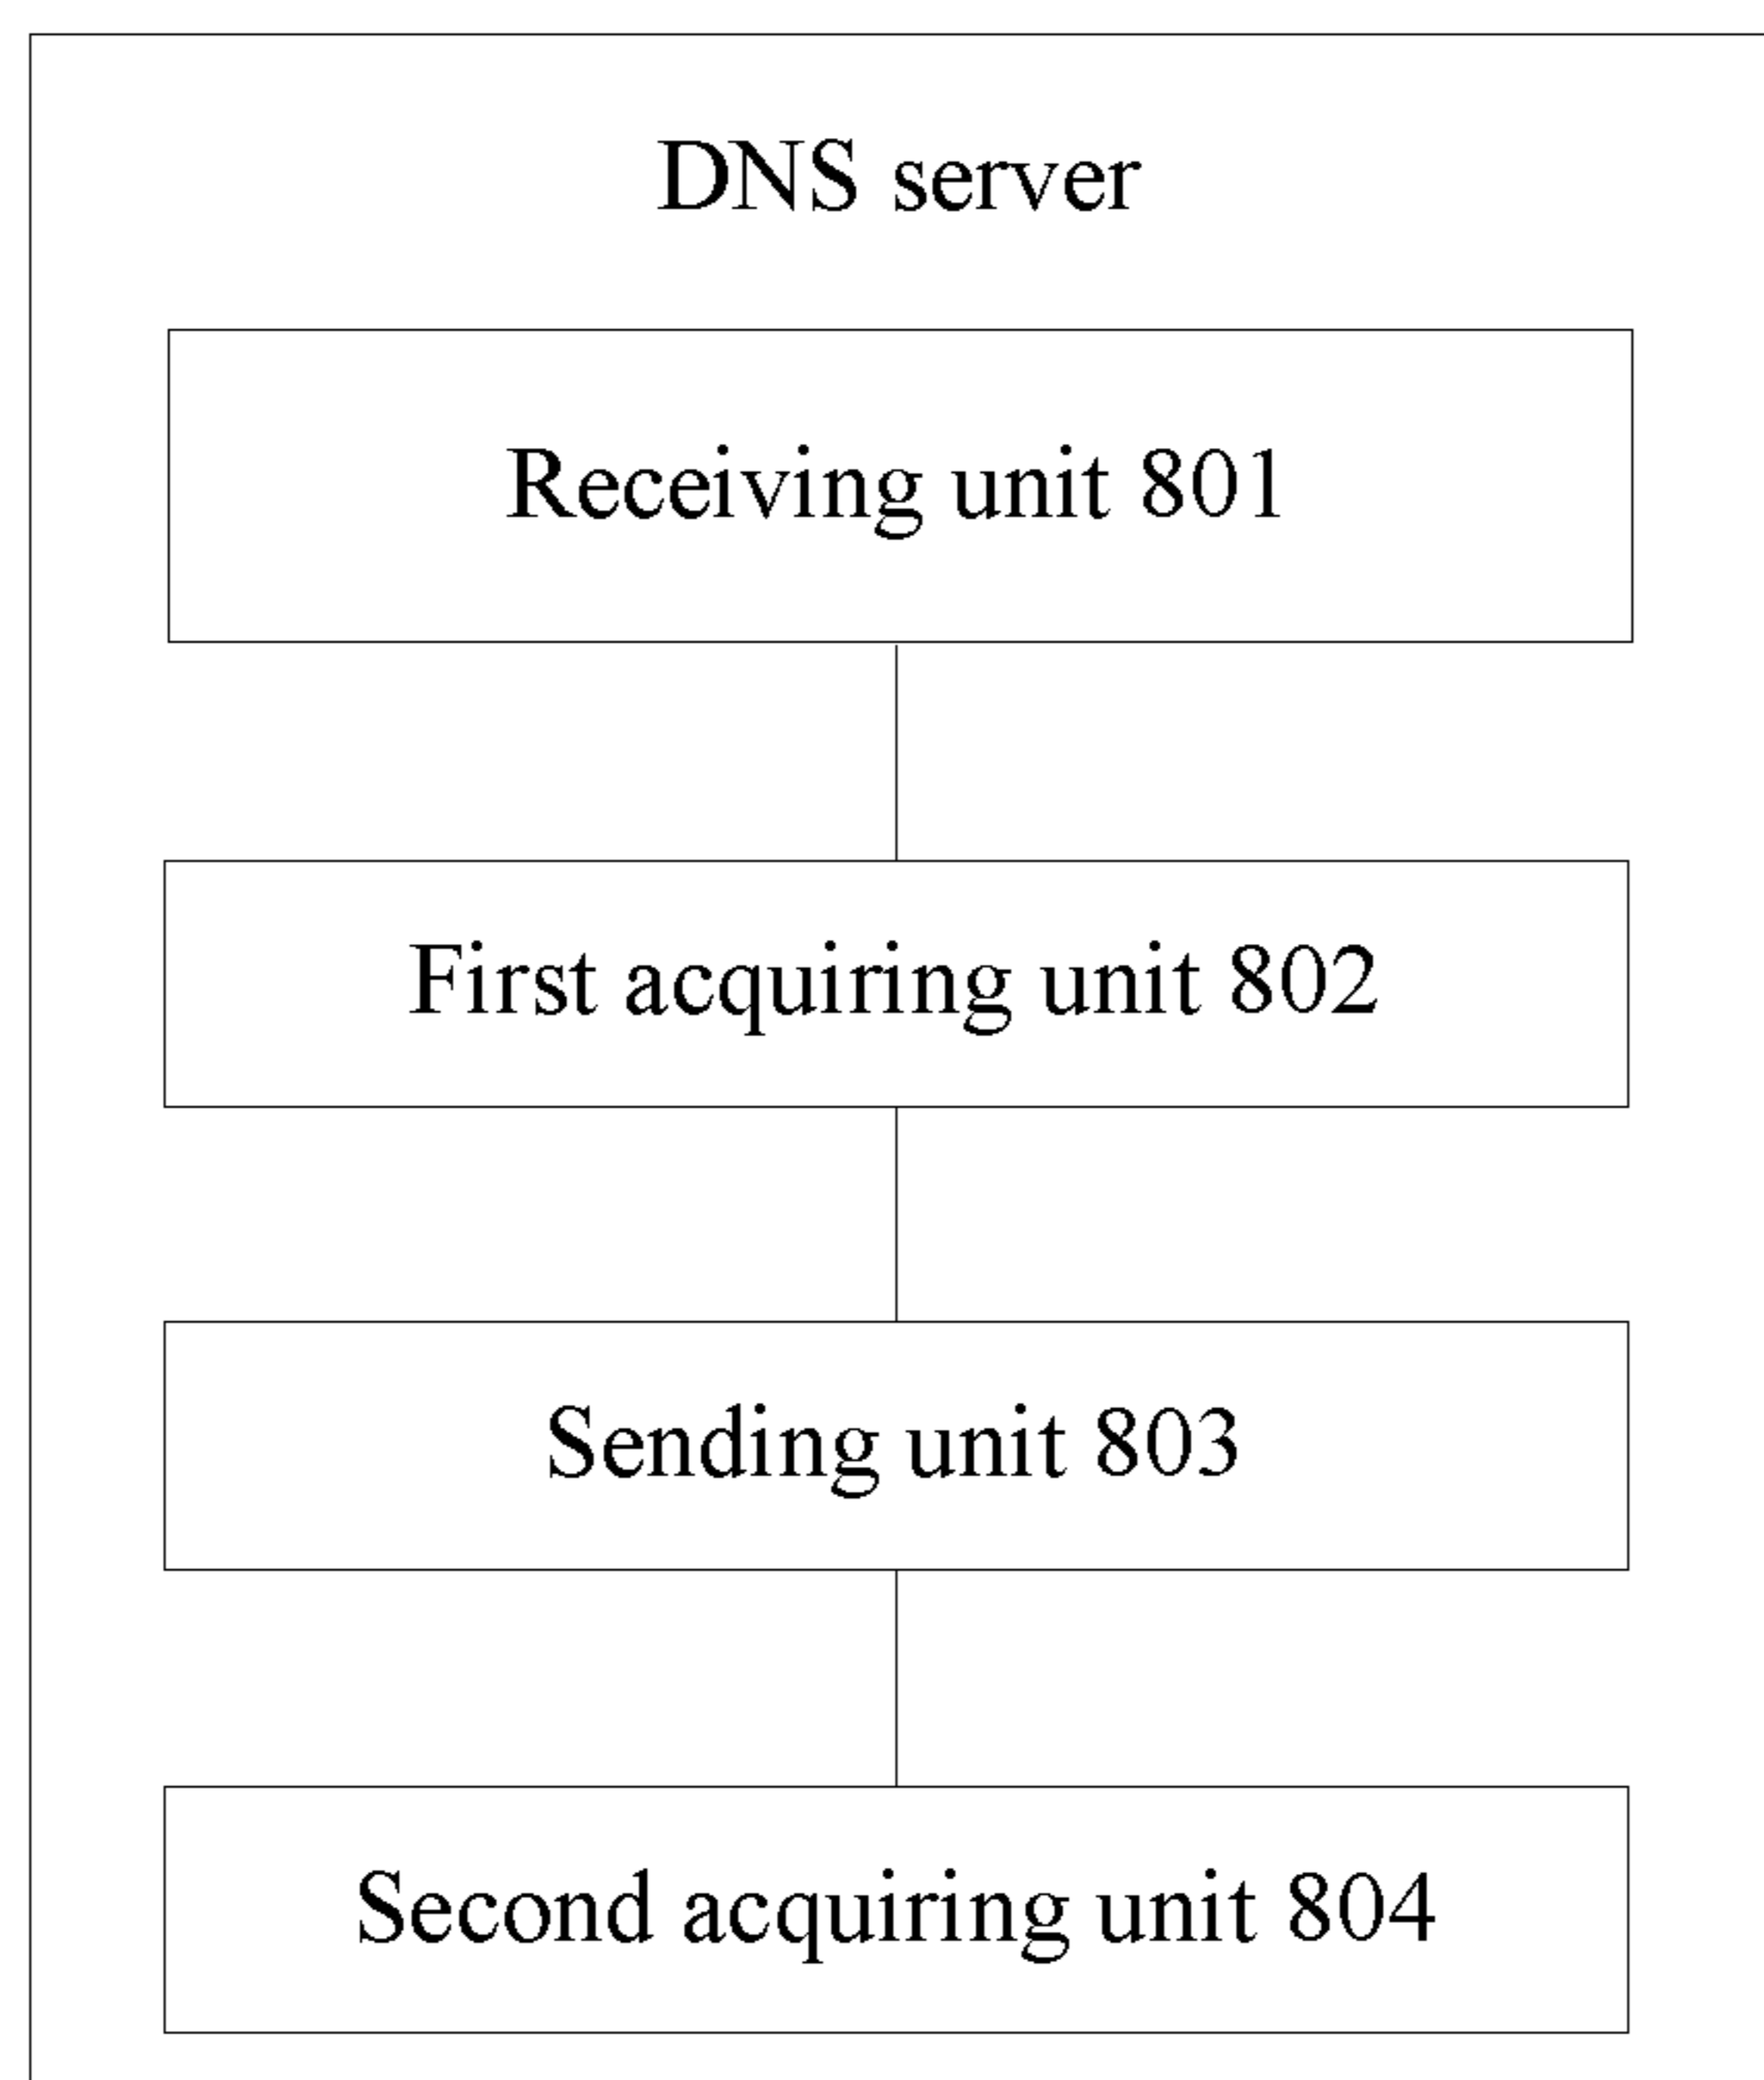 DNS server
Receiving unit 801
First acquiring unit 802
Sending unit 803
Second acquiring unit 804